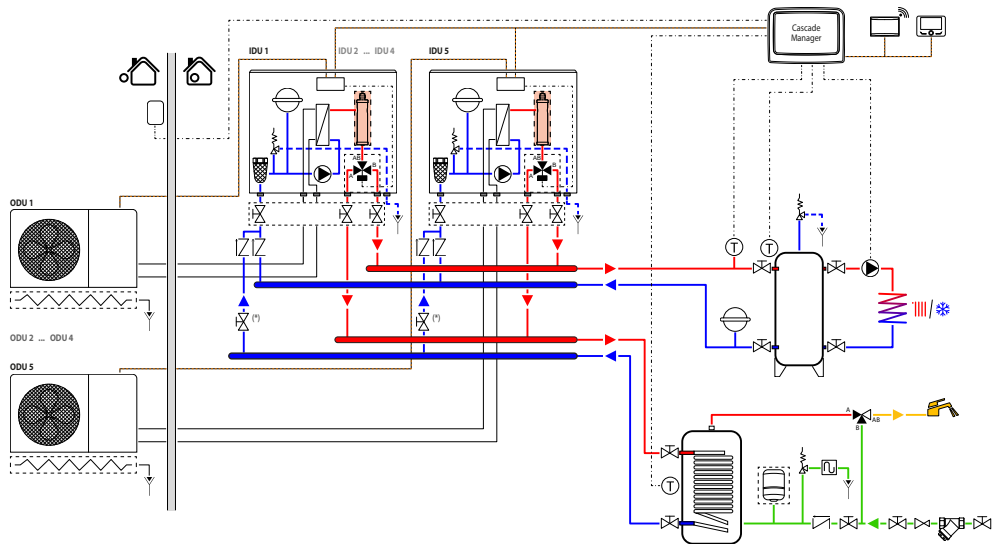 Cascade
Manager
IDU 1
IDU 2 ... IDU 4
IDU 5
AB
B
A
AB
B
A
ODU 1
T
T
(*)
(*)
ODU 2 ... ODU 4
ODU 5
A
AB
B
T